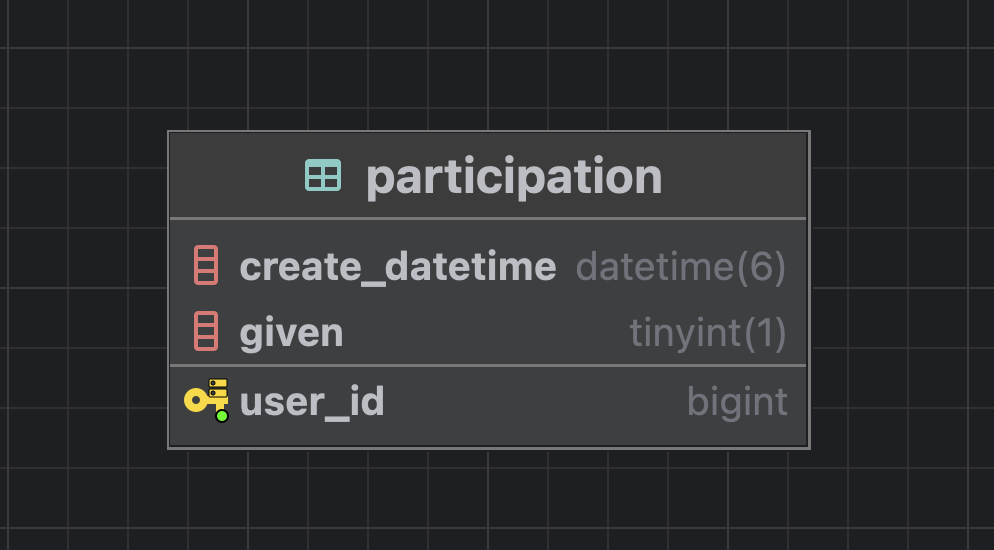 participation
create_datetime datetime(6)
given tinyint(1)
user_id bigint